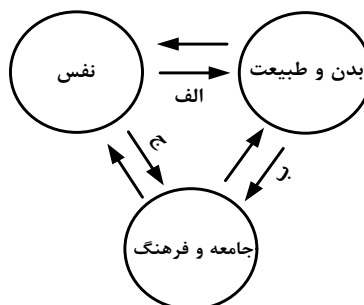 بدن و طبیعت
نفس
الف
ب
ج
جامعه و فرهنگ